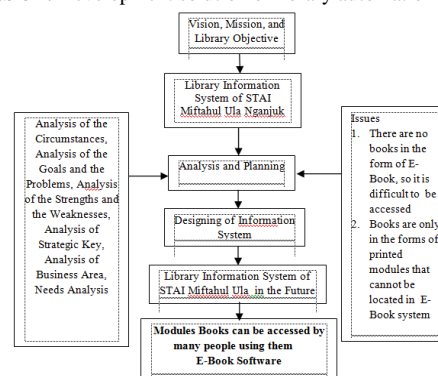 Vision, Mission, and
Library Objective
Library Information
System of STAI
Miftahul Ula Nganjuk
Analysis of the
Circumstances,
Analysis of the
Goals and the
Problems, Analysis
of the Strengths and
the Weaknesses,
Analysis of
Strategic Key,
Analysis of
Business Area,
Needs Analysis
Analysis and Planning
Issues
1. There are no
books in the
form of E-
Book, so it is
difficult to be
accessed
2. Books are only
in the forms of
printed
modules that
cannot be
located in E-
Book system
Designing of Information
System
Library Information System of
STAI Miftahul Ula in the Future
Modules Books can be accessed by
many people using them
E-Book Software